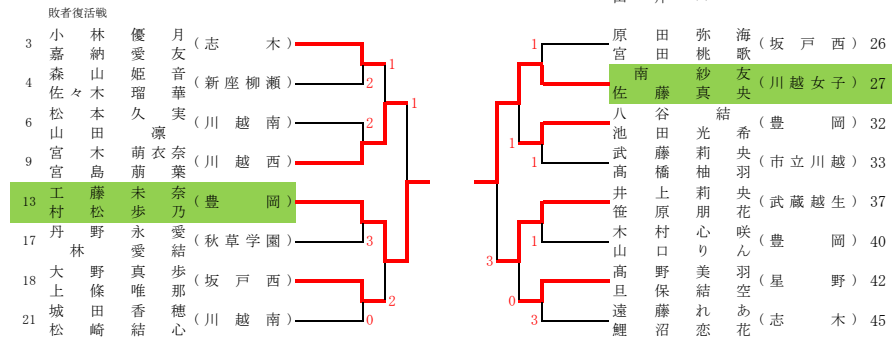 敗者復活戦
小林優月
3 (志木)
嘉納愛友
森山姫音
4 (新座柳瀬)
佐々木瑠華
松本久実
6 (川越南)
山田凛
宮木萌衣奈
9 (川越西)
宮島萠葉
工藤未奈
13 (豊岡)
村松歩乃
丹野永愛
17 (秋草学園)
林愛結
大野真歩
18 (坂戸西)
上條唯那
城田香穂
21 (川越南)
松崎結心
1
2
2
1
3
2
0
原田弥海
(坂戸西) 26
宮田桃歌
南紗友
(川越女子) 27
佐藤真央
八谷結
(豊岡) 32
池田光希
武藤莉央
(市立川越) 33
髙橋柚羽
井上莉央
(武蔵越生) 37
笹原朋花
木村心咲
(豊岡) 40
山口りん
髙野美羽
(星野) 42
旦保結空
遠藤れあ
(志木) 45
鯉沼恋花
1
1
1
1
3
0
3